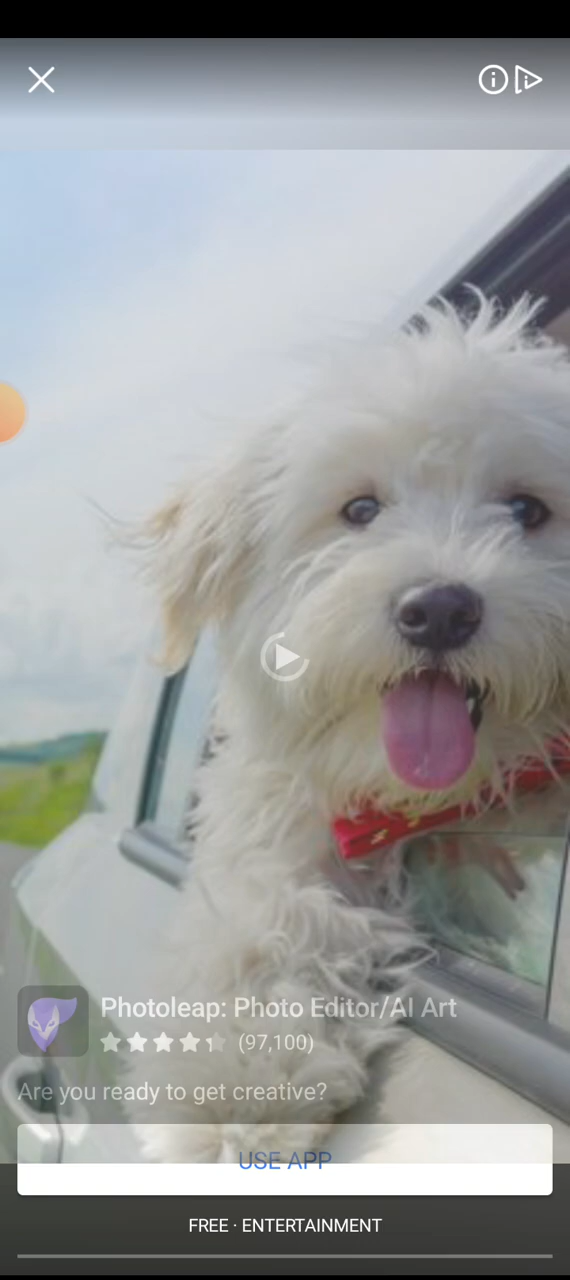 Photoleap: Photo Editor/AI Art
(97,100)
Are you ready to get creative?
USE APP
FREE · ENTERTAINMENT